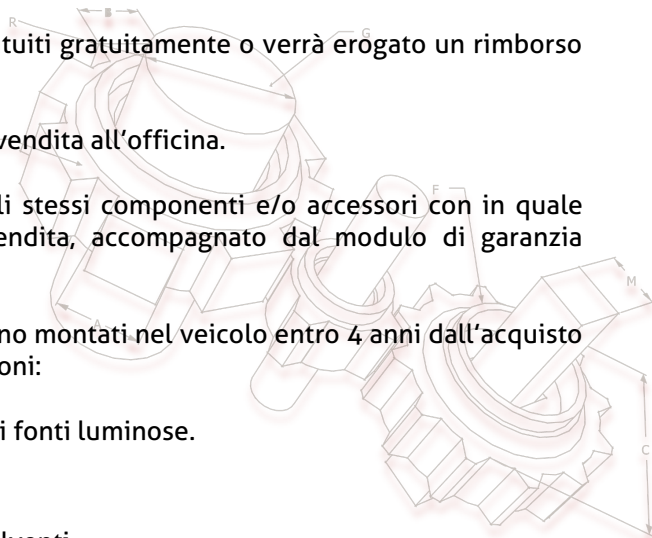 R
B
G
tuiti gratuitamente o verrà erogato un rimborso
vendita all’officina.
F
li stessi componenti e/o accessori con in quale
endita, accompagnato dal modulo di garanzia
M
A
no montati nel veicolo entro 4 anni dall’acquisto
oni:
i fonti luminose.
C